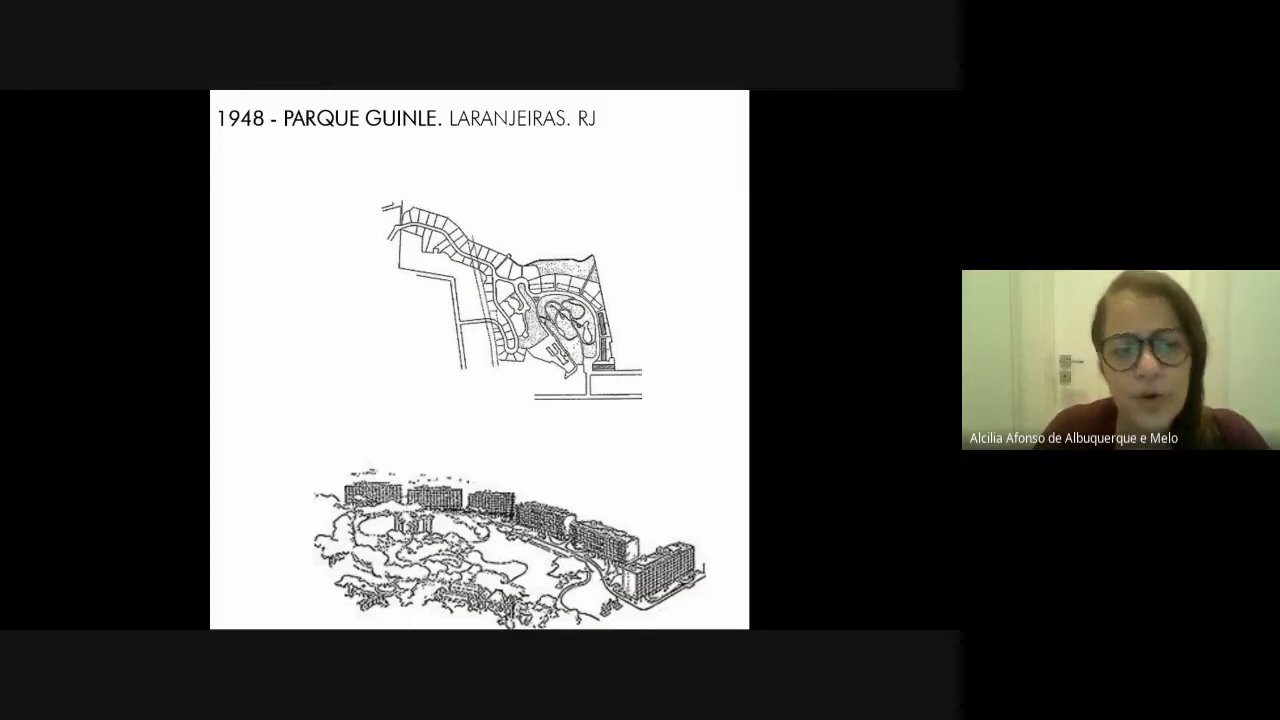 1948 - PARQUE GUINLE. LARANJEIRAS. RJ
Alcilia Afonso de Albuquerque e Melo